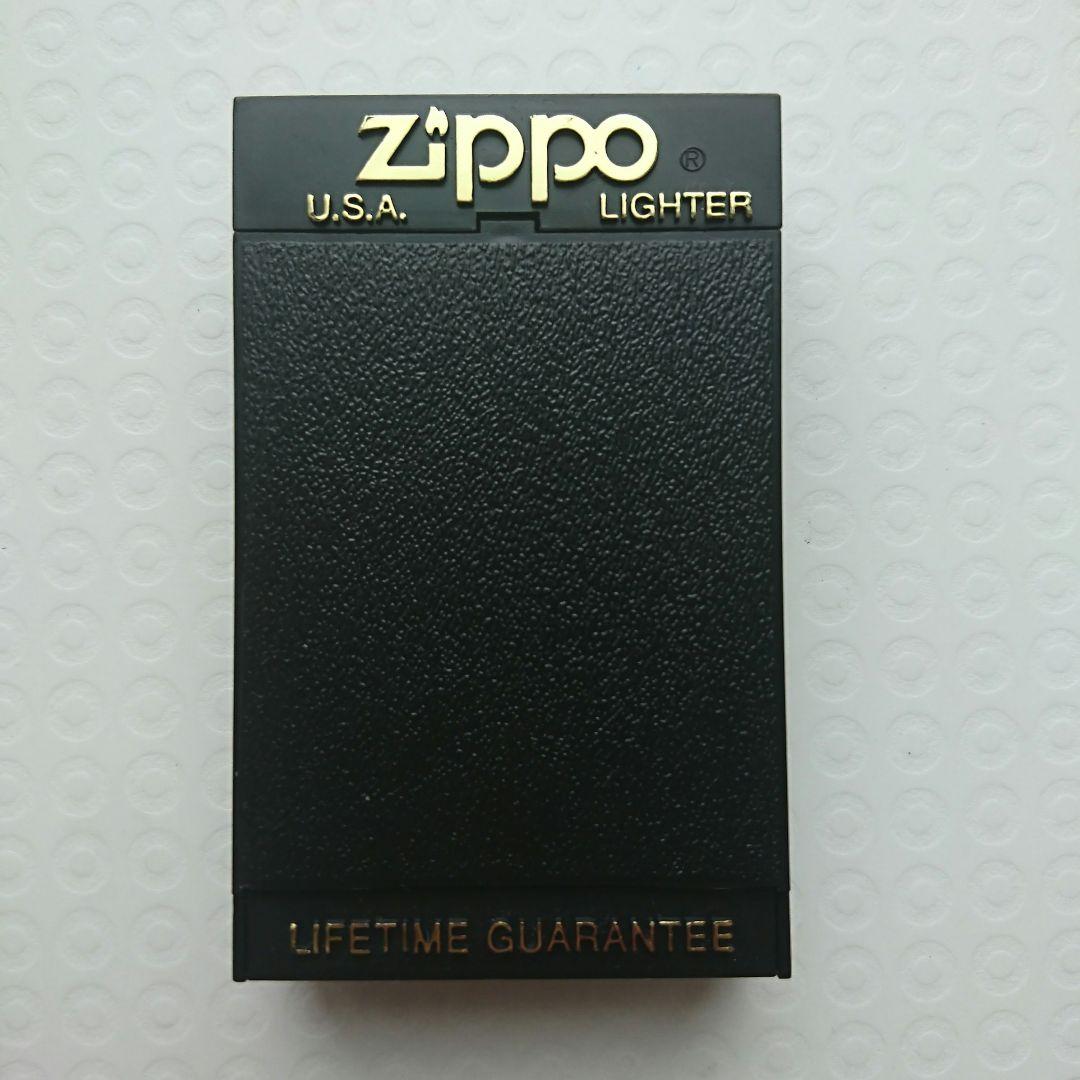 Zippo ®
U.S.A. LIGHTER
LIFETIME GUARANTEE